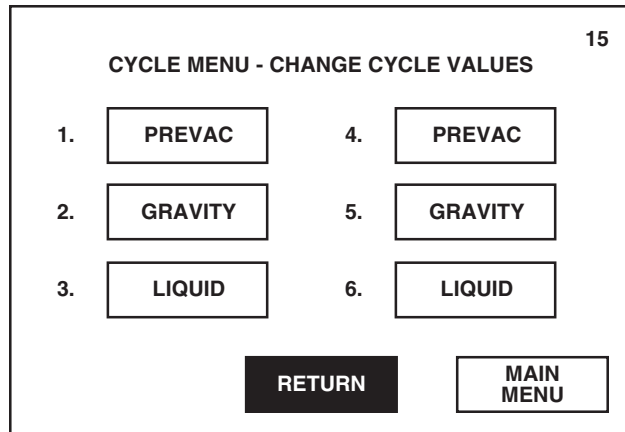 15
CYCLE MENU - CHANGE CYCLE VALUES
1. PREVAC 4. PREVAC
2. GRAVITY 5. GRAVITY
3. LIQUID 6. LIQUID
RETURN
MAIN
MENU